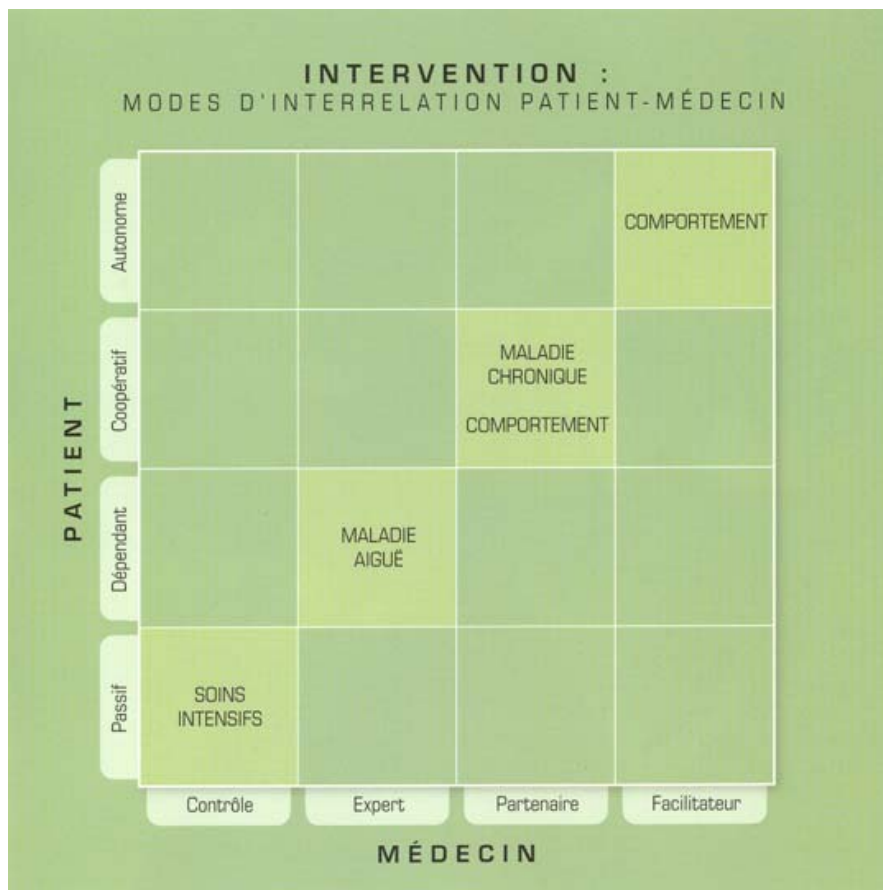 INTERVENTION :
MODES D'INTERRELATION PATIENT-MÉDECIN
Autonome
COMPORTEMENT
Coopératif
MALADIE
CHRONIQUE
COMPORTEMENT
PATIENT
Dépendant
MALADIE
AIGUË
Passif
SOINS
INTENSIFS
Contrôle
Expert
Partenaire
Facilitateur
MÉDECIN